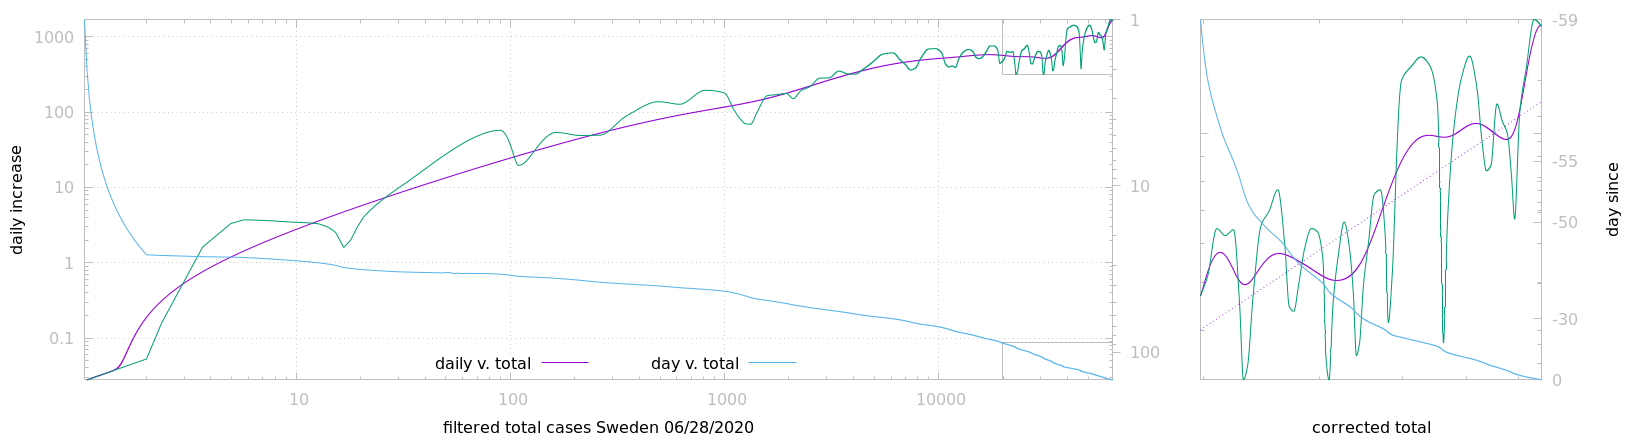 daily increase
1000
100
10
1
0.1
10
100
1000
10000
filtered total cases Sweden 06/28/2020
daily v. total
day v. total
1
10
100
-59
-55
-50
-30
0
day since
corrected total